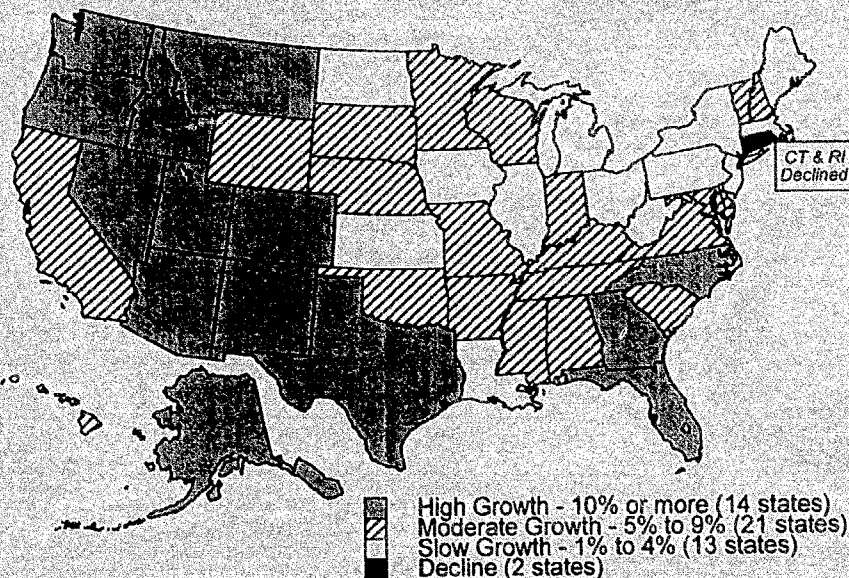 CT & RI
Declined
High Growth - 10% or more (14 states)
Moderate Growth - 5% to 9% (21 states)
Slow Growth - 1% to 4% (13 states)
Decline (2 states)